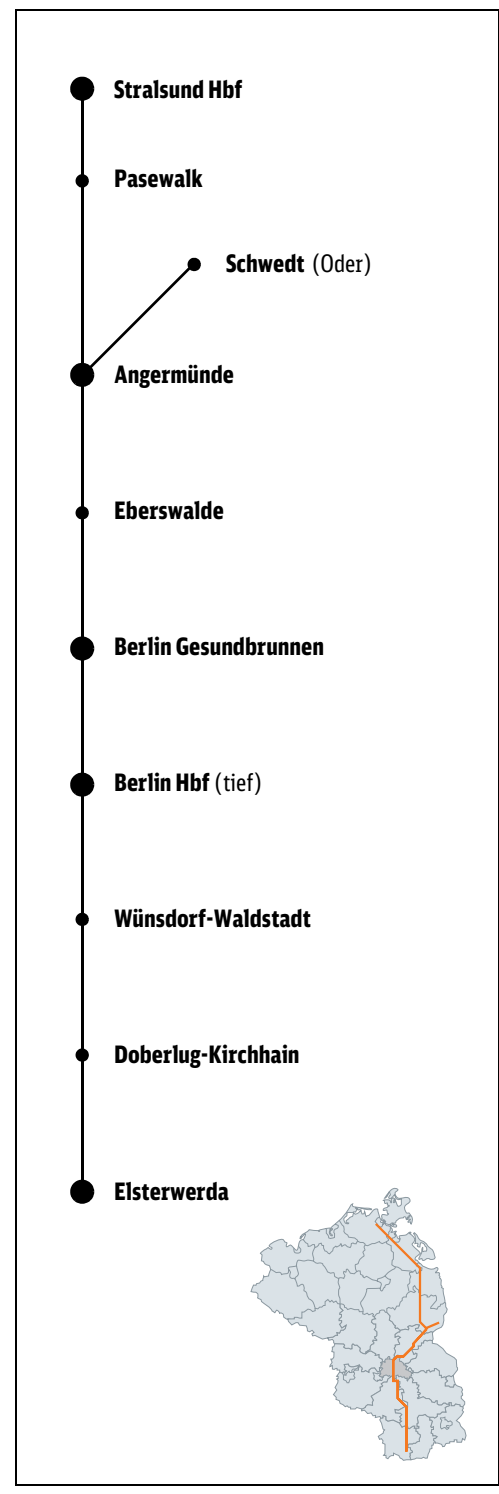 Stralsund Hbf
Pasewalk
Schwedt (Oder)
Angermünde
Eberswalde
Berlin Gesundbrunnen
Berlin Hbf (tief)
Wünsdorf-Waldstadt
Doberlug-Kirchhain
Elsterwerda